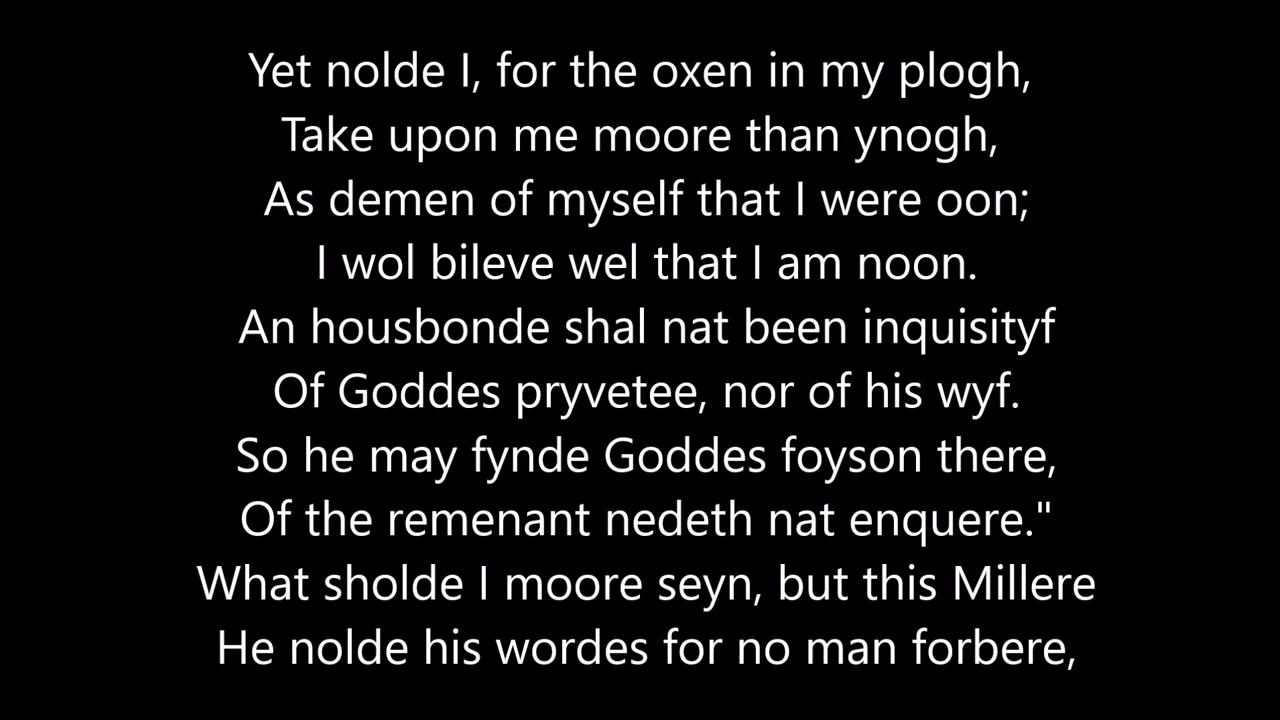 Yet nolde I, for the oxen in my plogh,
Take upon me moore than ynogh,
As demen of myself that I were oon;
I wol bileve wel that I am noon.
An housbonde shal nat been inquisityf
Of Goddes pryvetee, nor of his wyf.
So he may fynde Goddes foyson there,
Of the remenant nedeth nat enquere."
What sholde I moore seyn, but this Millere
He nolde his wordes for no man forbere,